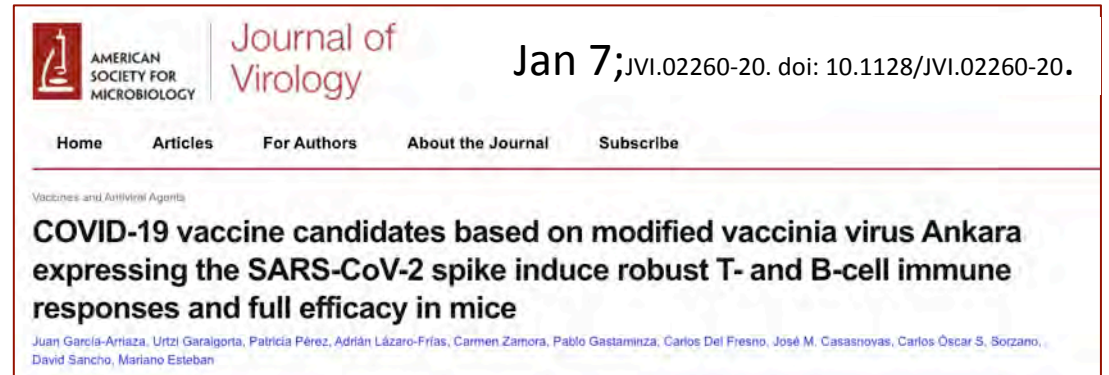 AMERICAN
SOCIETY FOR
MICROBIOLOGY
Journal of
Virology
Jan 7;JVI.02260-20. doi: 10.1128/JVI.02260-20.
Home Articles For Authors About the Journal Subscribe
Vaccines and Antiviral Agents
COVID-19 vaccine candidates based on modified vaccinia virus Ankara
expressing the SARS-CoV-2 spike induce robust T- and B-cell immune
responses and full efficacy in mice
Juan García-Arriaza, Urtzi Garaigorta, Patricia Pérez, Adrián Lázaro-Frías, Carmen Zamora, Pablo Gastaminza, Carlos Del Fresno, José M. Casasnovas, Carlos Óscar S. Sorzano,
David Sancho, Mariano Esteban